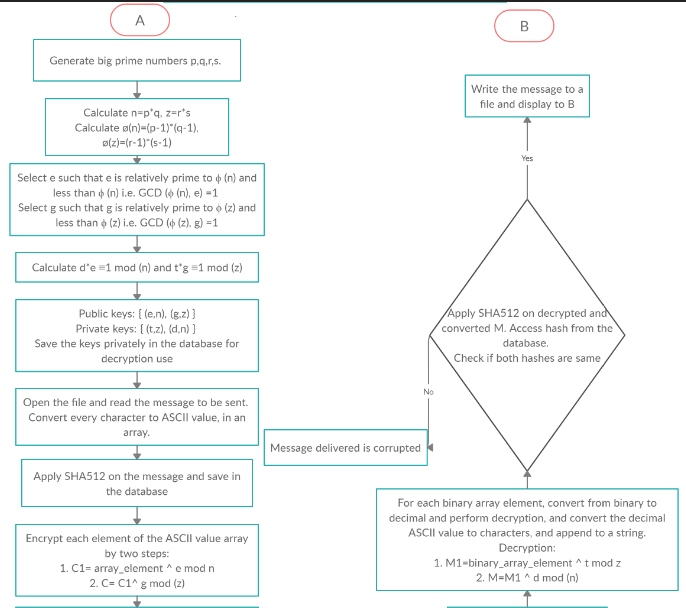 A
Generate big prime numbers p,q,r,s.
Calculate n=p*q, z=r*s
Calculate ø(n)=(p-1)*(q-1),
ø(z)=(r-1)*(s-1)
Select e such that e is relatively prime to ϕ (n) and
less than ϕ (n) i.e. GCD (ϕ (n), e) =1
Select g such that g is relatively prime to ϕ (z) and
less than ϕ (z) i.e. GCD (ϕ (z), g) =1
Calculate d*e ≡1 mod (n) and t*g ≡1 mod (z)
Public keys: [ (e,n), (g,z) ]
Private keys: [ (t,z), (d,n) ]
Save the keys privately in the database for
decryption use
Open the file and read the message to be sent.
Convert every character to ASCII value, in an
array.
Apply SHA512 on the message and save in
the database
Encrypt each element of the ASCII value array
by two steps:
1. C1= array_element ^ e mod n
2. C= C1^ g mod (z)
B
Write the message to a
file and display to B
Yes
Apply SHA512 on decrypted and
converted M. Access hash from the
database.
Check if both hashes are same
No
Message delivered is corrupted
For each binary array element, convert from binary to
decimal and perform decryption, and convert the decimal
ASCII value to characters, and append to a string.
Decryption:
1. M1=binary_array_element ^ t mod z
2. M=M1 ^ d mod (n)